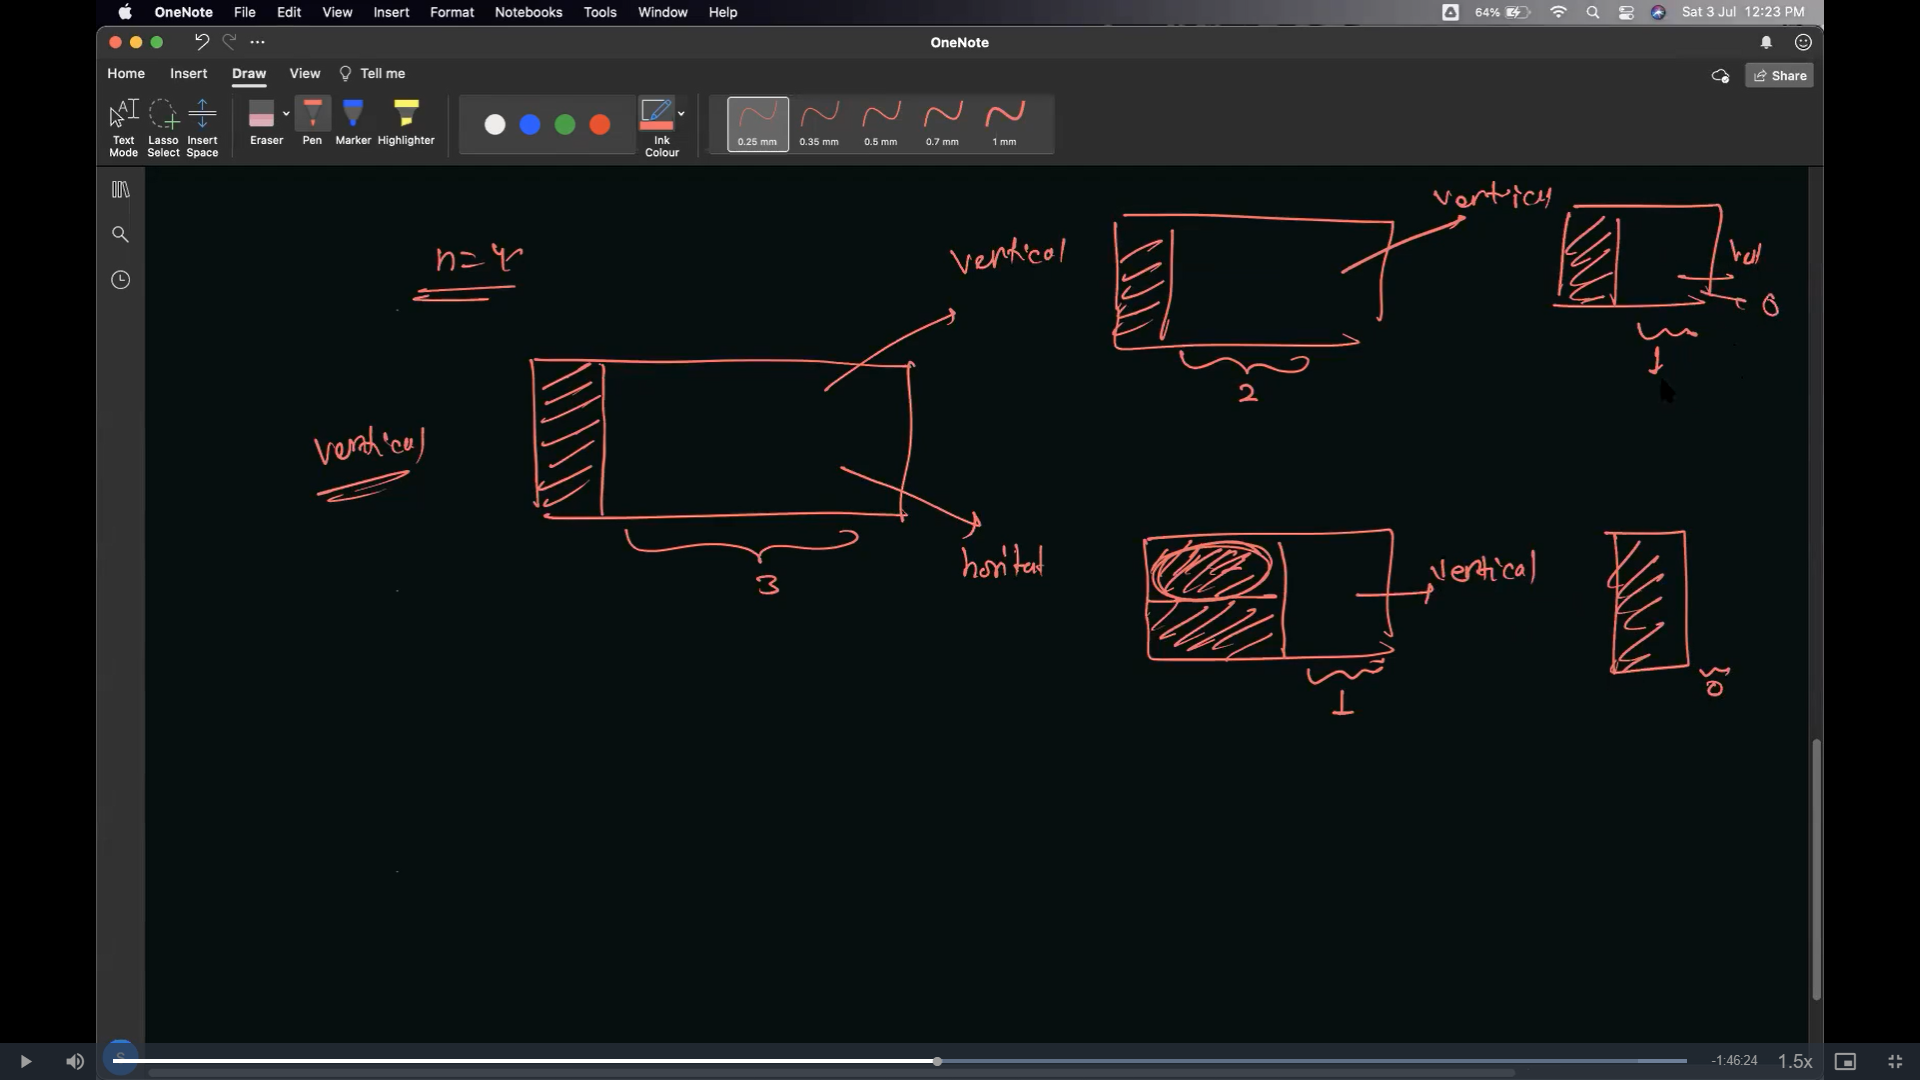 OneNote File Edit View Insert Format Notebooks Tools Window Help 64% Sat 3 Jul 12:23 PM
OneNote
Home Insert Draw View Tell me Share
Text Mode
Lasso Select
Insert Space
Eraser
Pen
Marker
Highlighter
Ink Colour
0.25 mm
0.35 mm
0.5 mm
0.7 mm
1 mm
n=4
vertical
3
vertical
horital
2
vertical
0
1
1
vertical
0
S
-1:46:24 1.5x